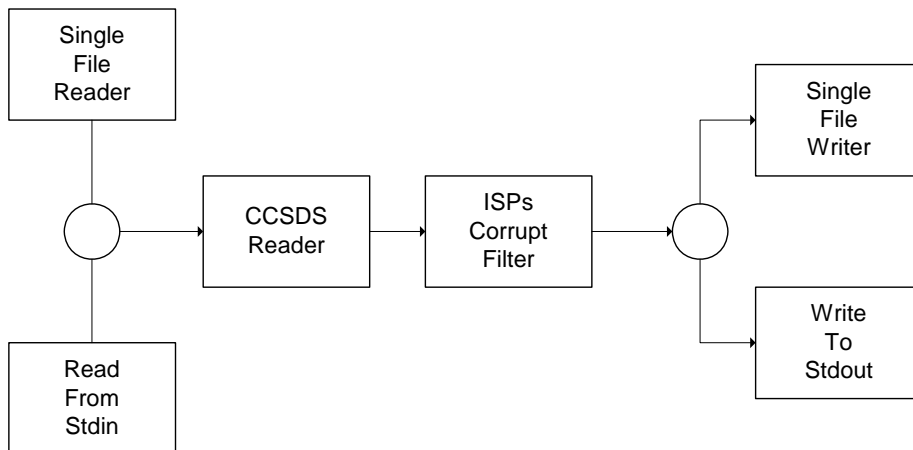 Single
File
Reader
Single
File
Writer
CCSDS
Reader
ISPs
Corrupt
Filter
Write
To
Stdout
Read
From
Stdin